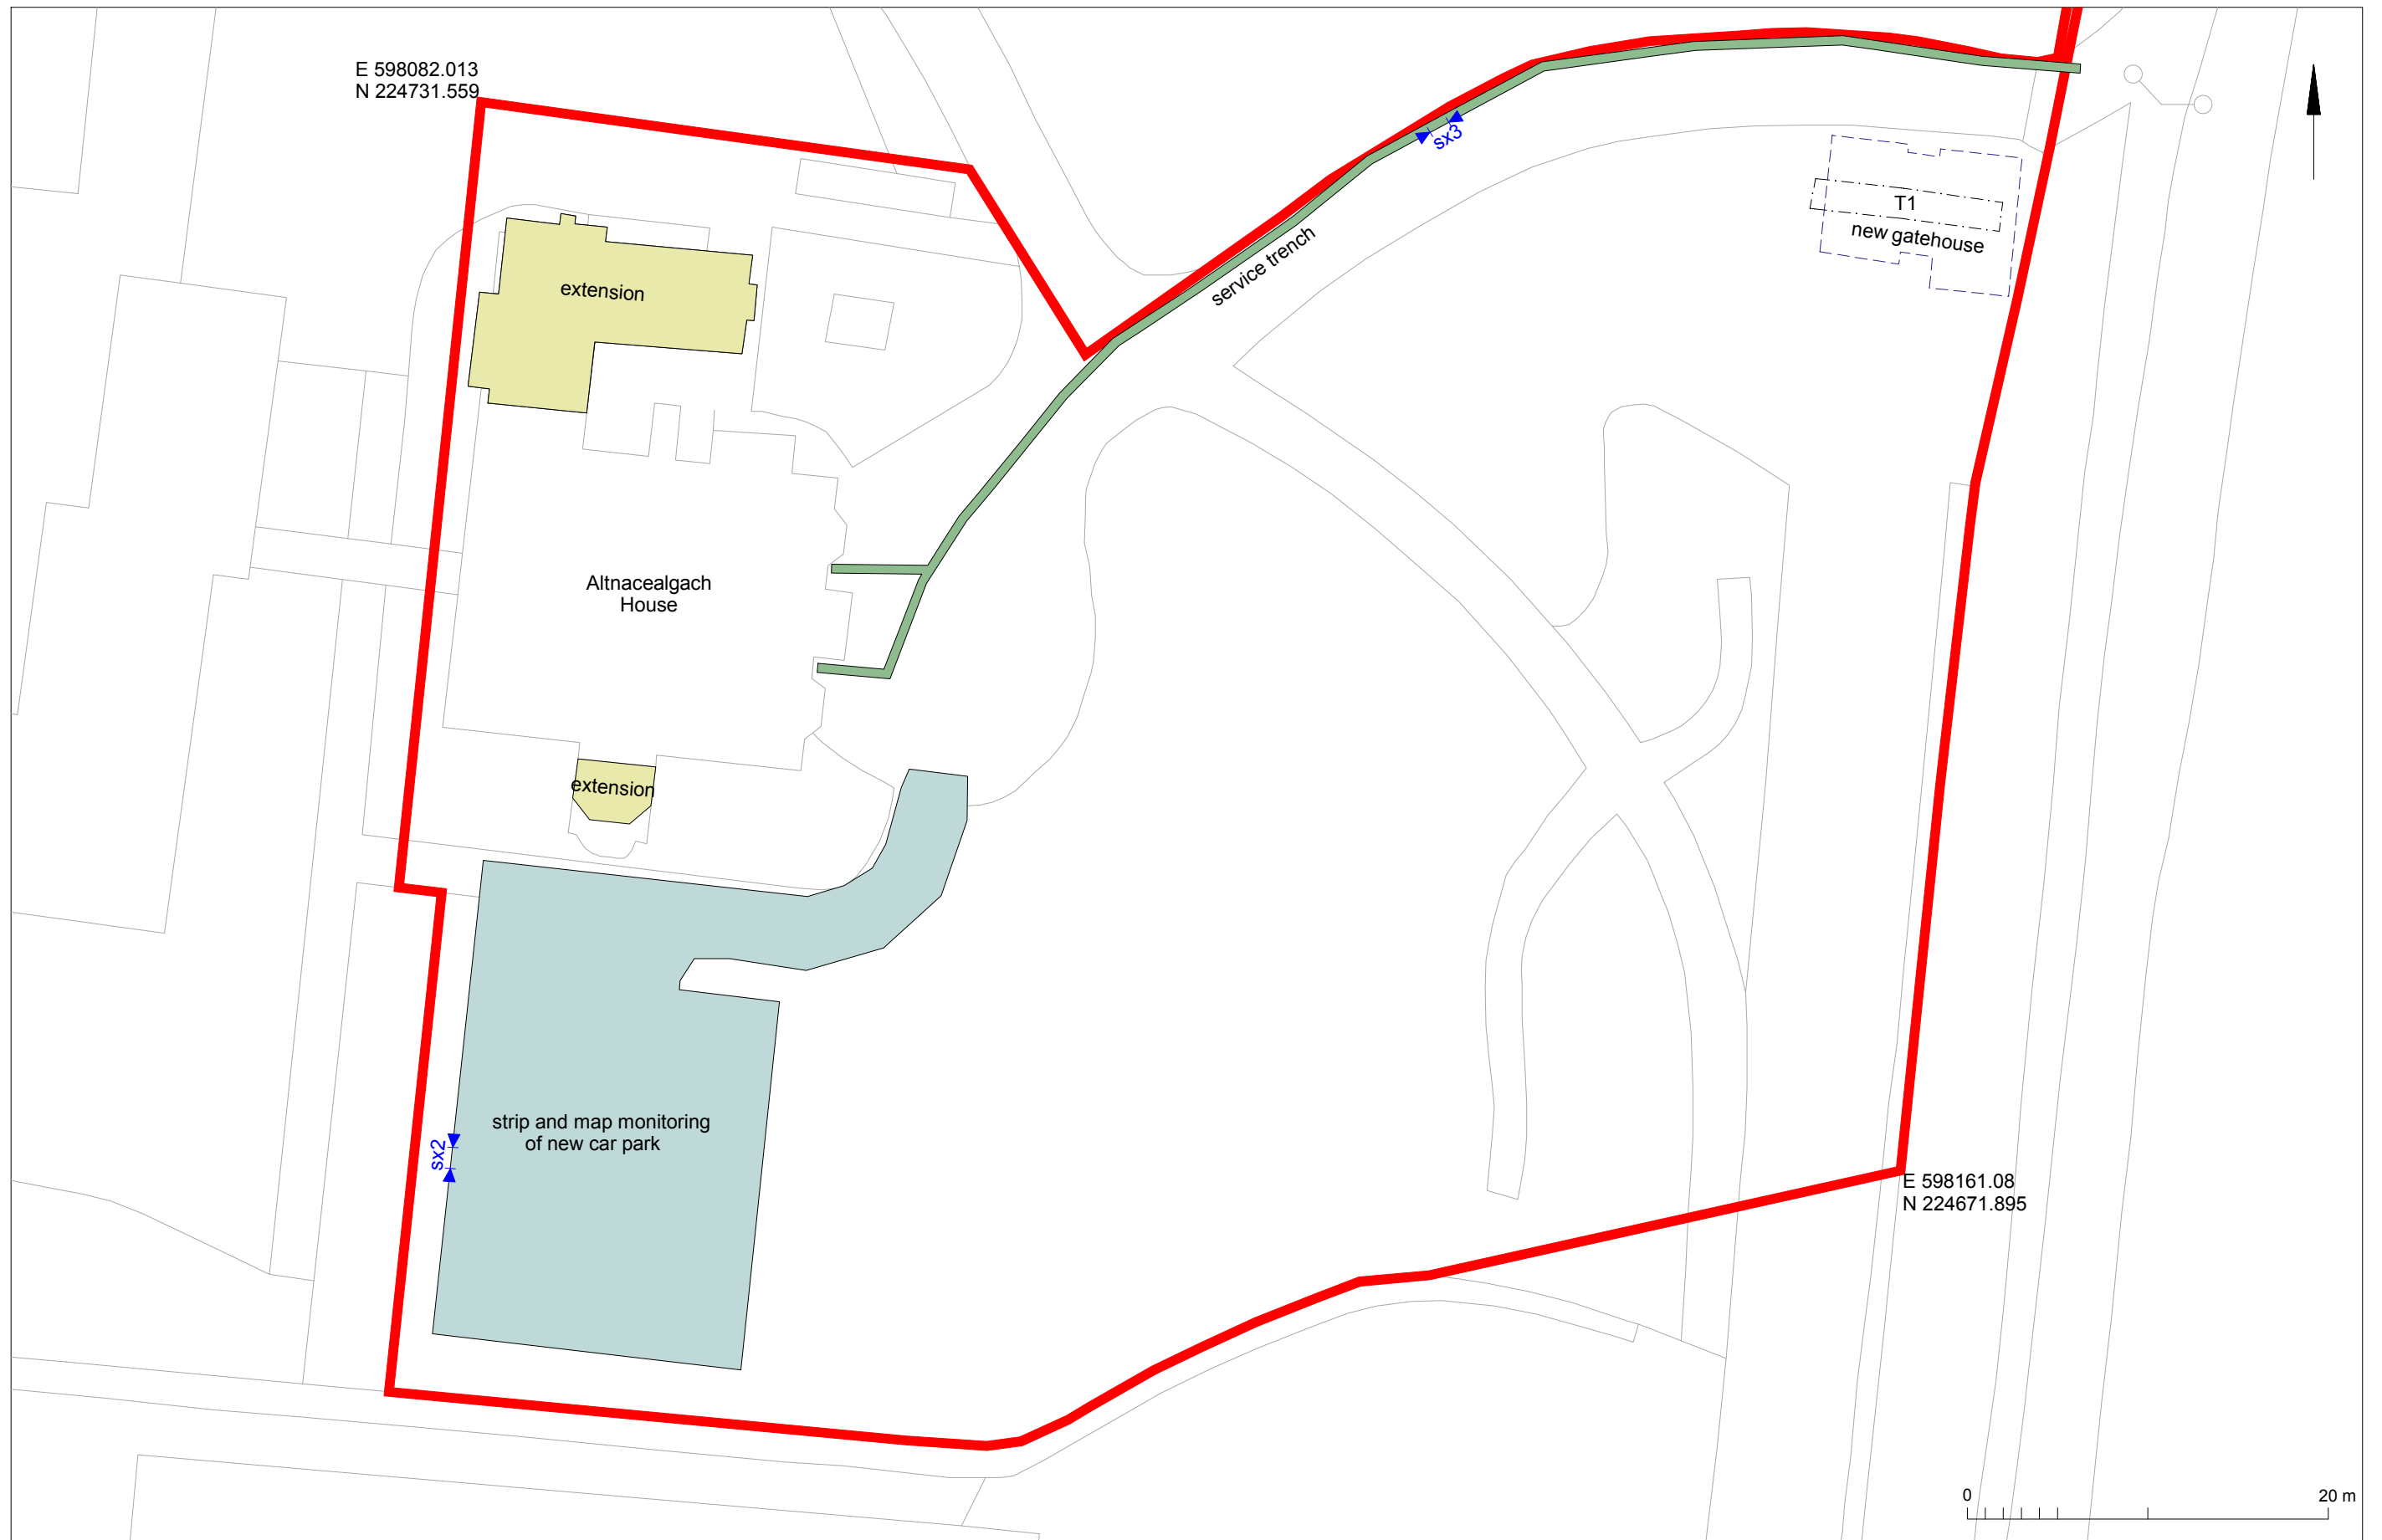 E 598082.013
N 224731.559
sx3
T1
new gatehouse
service trench
extension
Altnacealgach
House
extension
strip and map monitoring
of new car park
sx2
E 598161.08
N 224671.895
0
20 m